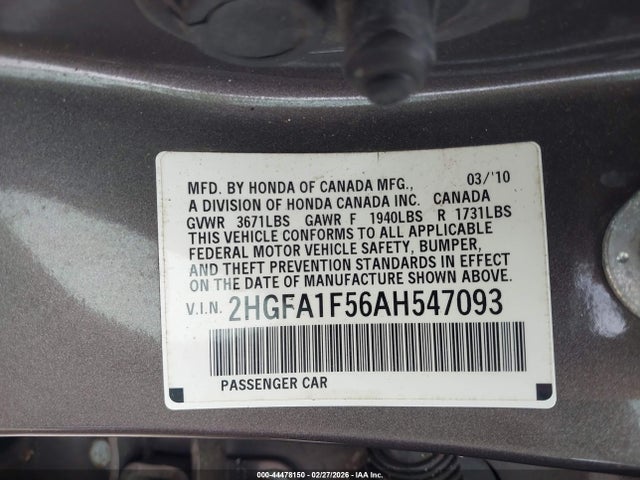 MFD. BY HONDA OF CANADA MFG., 03/'10
A DIVISION OF HONDA CANADA INC. CANADA
GVWR 3671LBS GAWR F 1940LBS R 1731LBS
THIS VEHICLE CONFORMS TO ALL APPLICABLE
FEDERAL MOTOR VEHICLE SAFETY, BUMPER,
AND THEFT PREVENTION STANDARDS IN EFFECT
ON THE DATE OF MANUFACTURE SHOWN ABOVE.
V.I.N. 2HGFA1F56AH547093
PASSENGER CAR
000-44478150 - 02/27/2026 - IAA Inc.